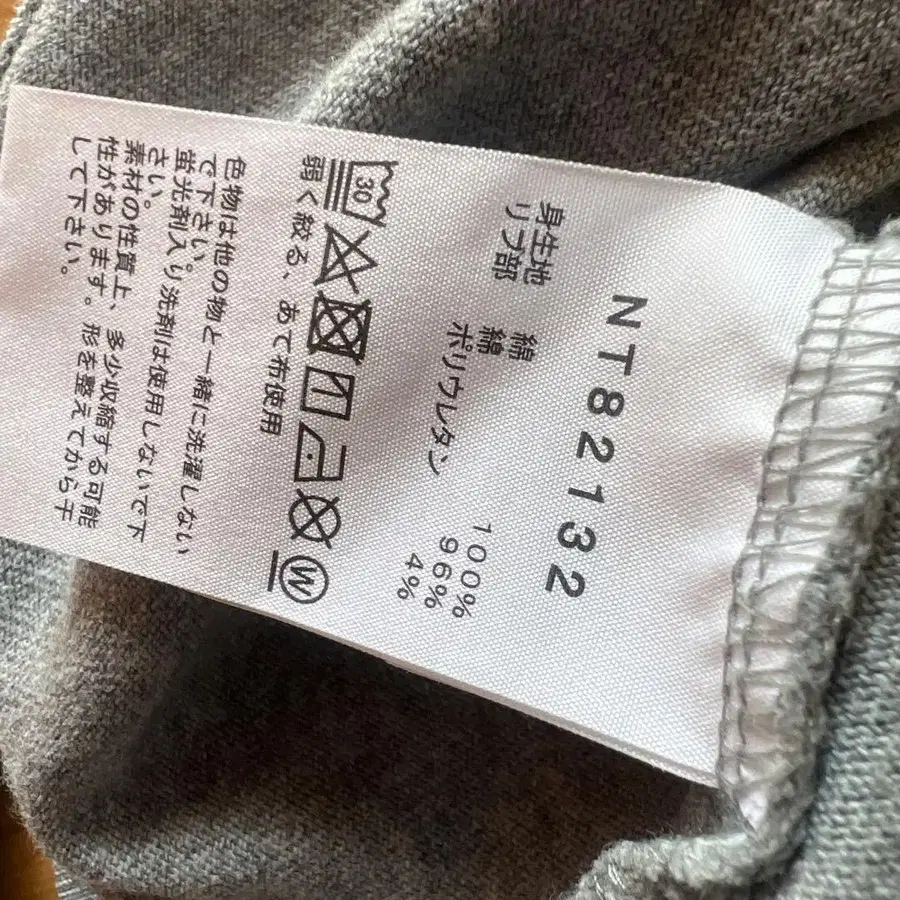 NT82132
身生地 綿 100%
リブ部 綿 96%
ポリウレタン 4%
30
W
弱く絞る、あて布使用
色物は他の物と一緒に洗濯しない
で下さい。
蛍光剤入り洗剤は使用しないで下
さい。
素材の性質上、多少収縮する可能
性があります。形を整えてから干
して下さい。